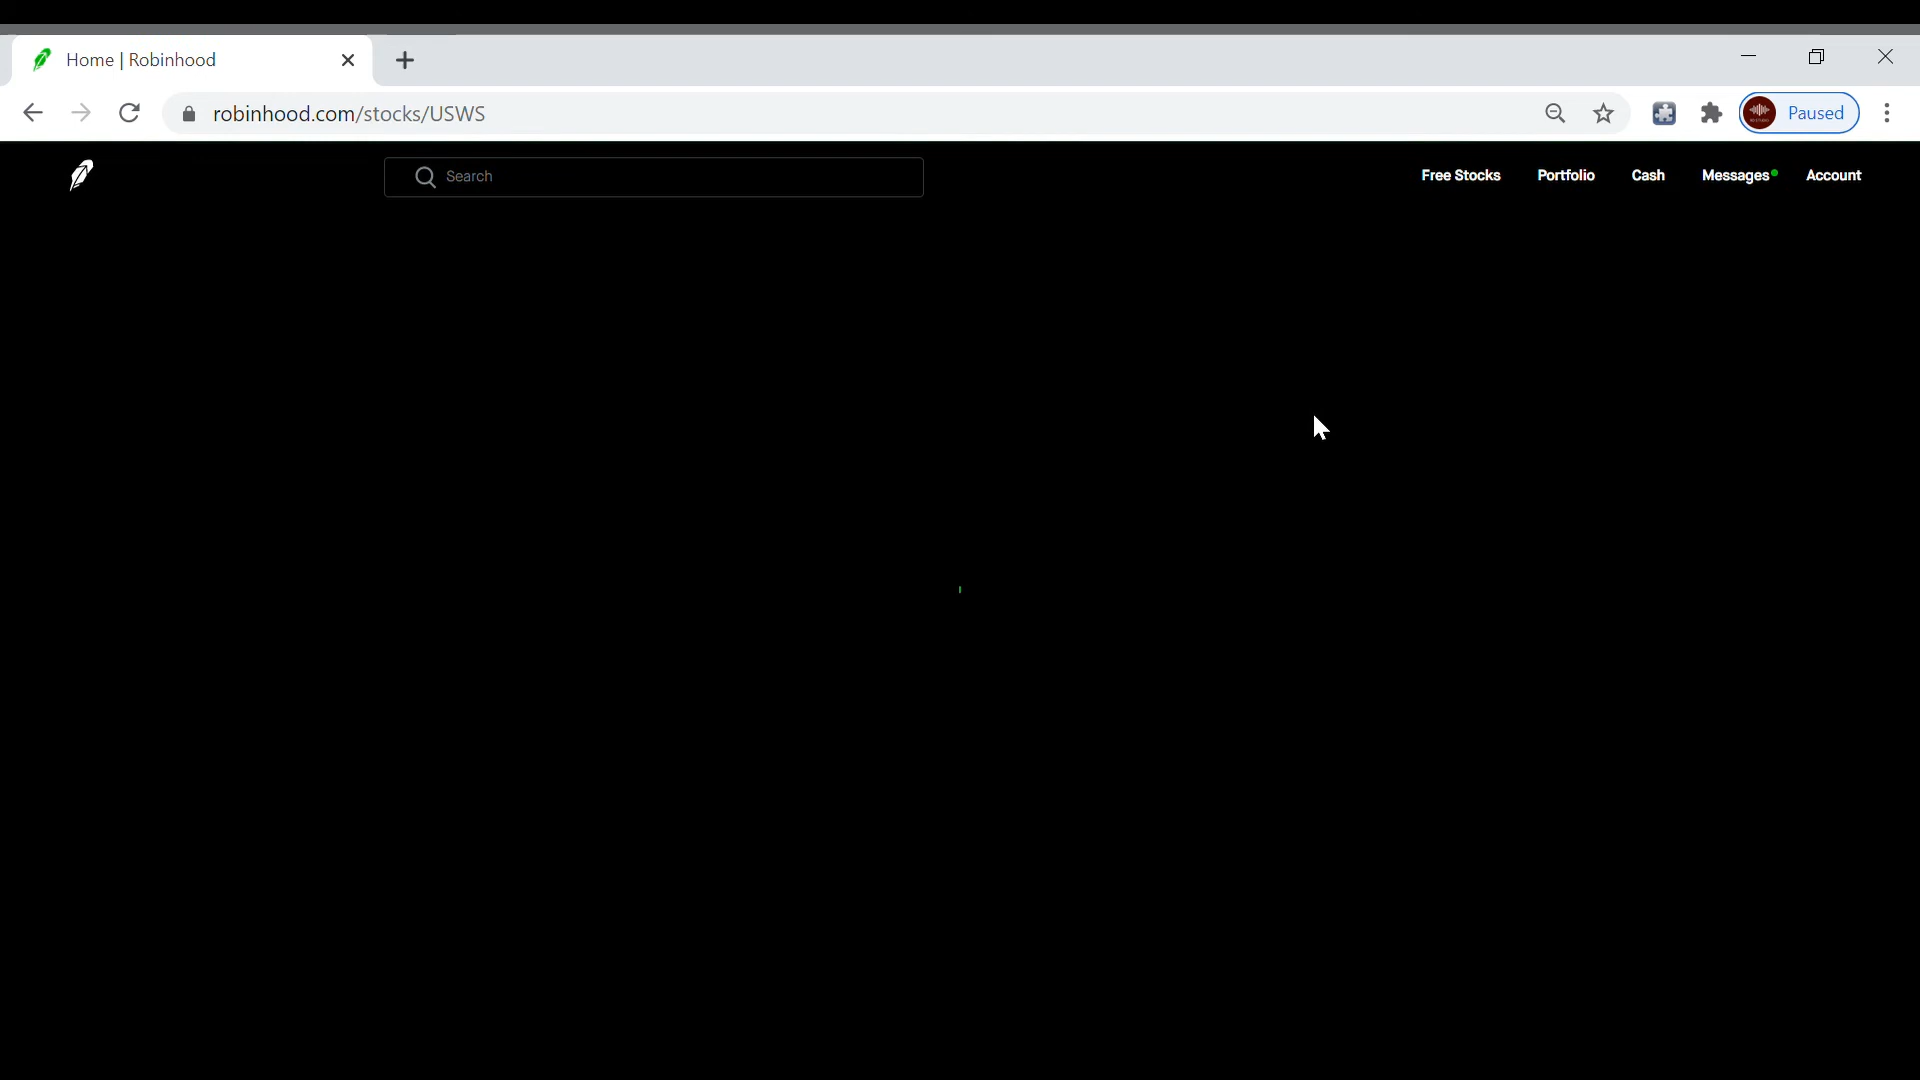 Home | Robinhood
robinhood.com/stocks/USWS
Paused
Search
Free Stocks
Portfolio
Cash
Messages
Account